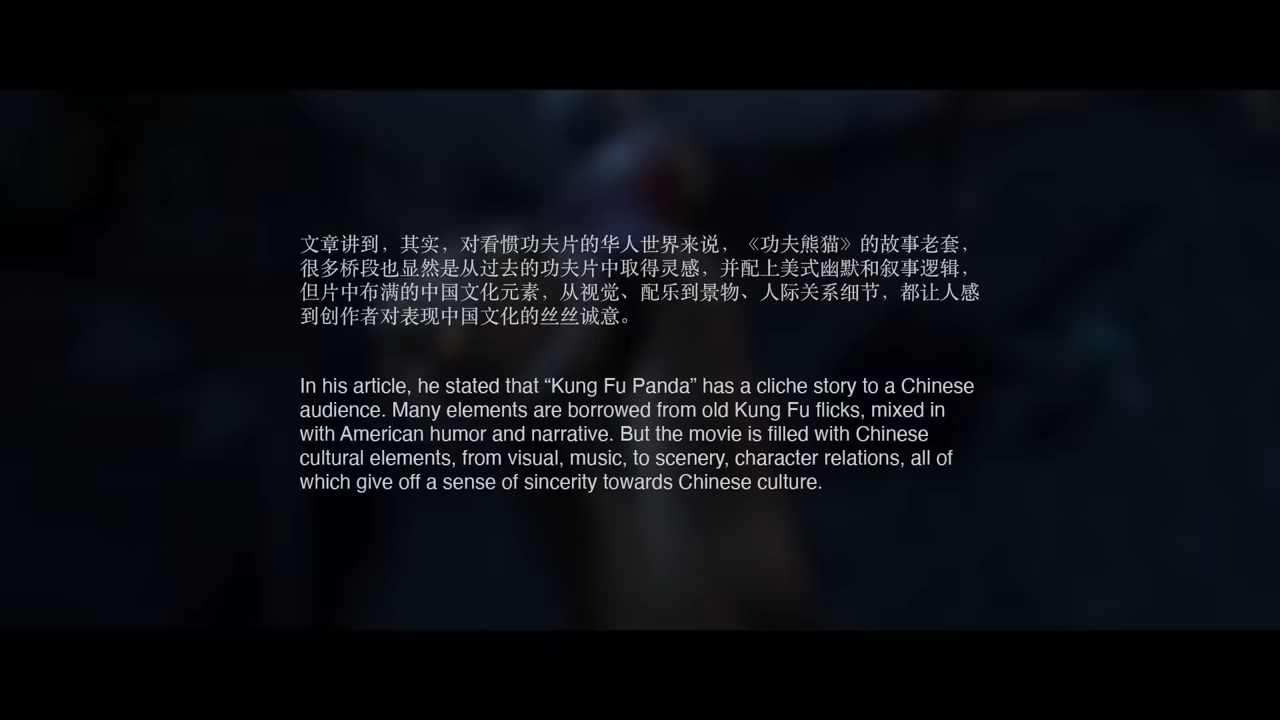 文章讲到，其实，对看惯功夫片的华人世界来说，《功夫熊猫》的故事老套，
很多桥段也显然是从过去的功夫片中取得灵感，并配上美式幽默和叙事逻辑，
但片中布满的中国文化元素，从视觉、配乐到景物、人际关系细节，都让人感
到创作者对表现中国文化的丝丝诚意。
In his article, he stated that “Kung Fu Panda” has a cliche story to a Chinese
audience. Many elements are borrowed from old Kung Fu flicks, mixed in
with American humor and narrative. But the movie is filled with Chinese
cultural elements, from visual, music, to scenery, character relations, all of
which give off a sense of sincerity towards Chinese culture.